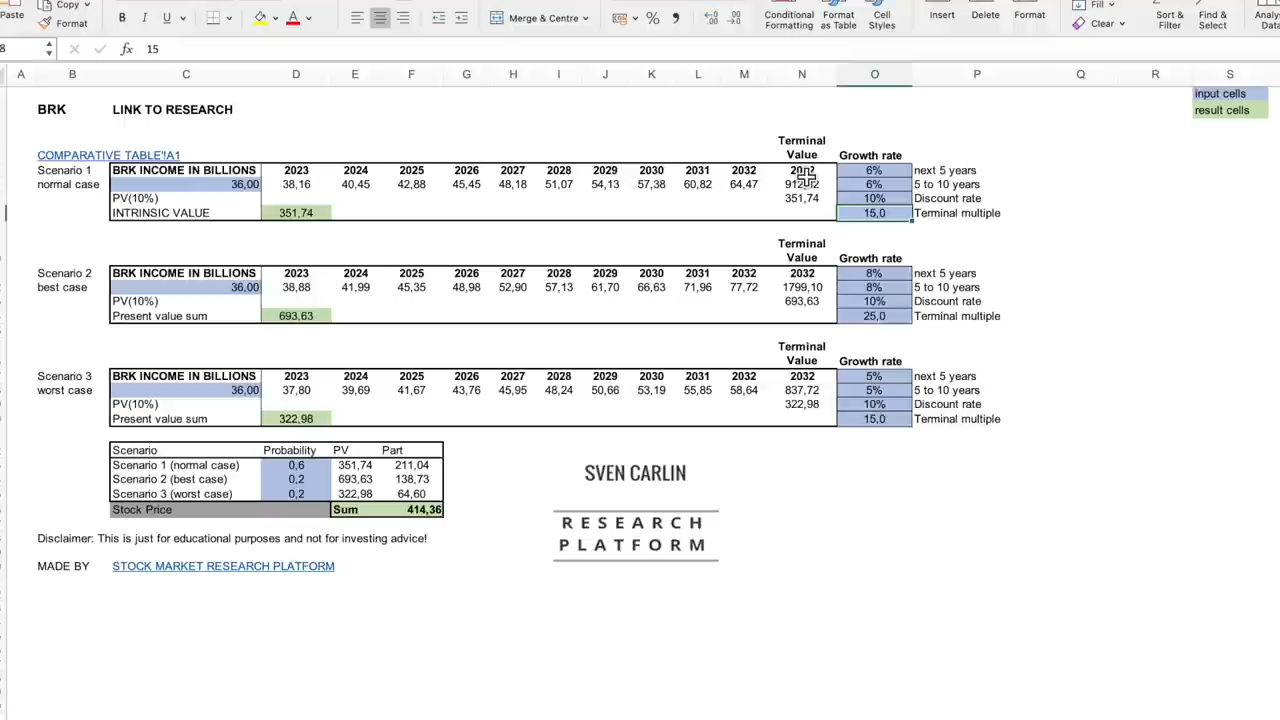 Paste
Copy
Format
B I U A
Merge & Centre
%
Conditional Formatting
Format as Table
Cell Styles
Insert
Delete
Format
Fill
Clear
Sort & Filter
Find & Select
8 fx 15
A B C D E F G H I J K L M N O P Q R S
input cells
BRK LINK TO RESEARCH
result cells
Terminal
COMPARATIVE TABLE'!A1 Value Growth rate
Scenario 1 BRK INCOME IN BILLIONS 2023 2024 2025 2026 2027 2028 2029 2030 2031 2032 6% next 5 years
normal case 36,00 38,16 40,45 42,88 45,45 48,18 51,07 54,13 57,38 60,82 64,47 6% 5 to 10 years
PV(10%) 351,74 10% Discount rate
INTRINSIC VALUE 351,74 15,0 Terminal multiple
Terminal
Value Growth rate
Scenario 2 BRK INCOME IN BILLIONS 2023 2024 2025 2026 2027 2028 2029 2030 2031 2032 2032 8% next 5 years
best case 36,00 38,88 41,99 45,35 48,98 52,90 57,13 61,70 66,63 71,96 77,72 1799,10 8% 5 to 10 years
PV(10%) 693,63 10% Discount rate
Present value sum 693,63 25,0 Terminal multiple
Terminal
Value Growth rate
Scenario 3 BRK INCOME IN BILLIONS 2023 2024 2025 2026 2027 2028 2029 2030 2031 2032 2032 5% next 5 years
worst case 36,00 37,80 39,69 41,67 43,76 45,95 48,24 50,66 53,19 55,85 58,64 837,72 5% 5 to 10 years
PV(10%) 322,98 10% Discount rate
Present value sum 322,98 15,0 Terminal multiple
Scenario Probability PV Part
Scenario 1 (normal case) 0,6 351,74 211,04
Scenario 2 (best case) 0,2 693,63 138,73
Scenario 3 (worst case) 0,2 322,98 64,60
Stock Price Sum 414,36
SVEN CARLIN
RESEARCH
PLATFORM
Disclaimer: This is just for educational purposes and not for investing advice!
MADE BY STOCK MARKET RESEARCH PLATFORM